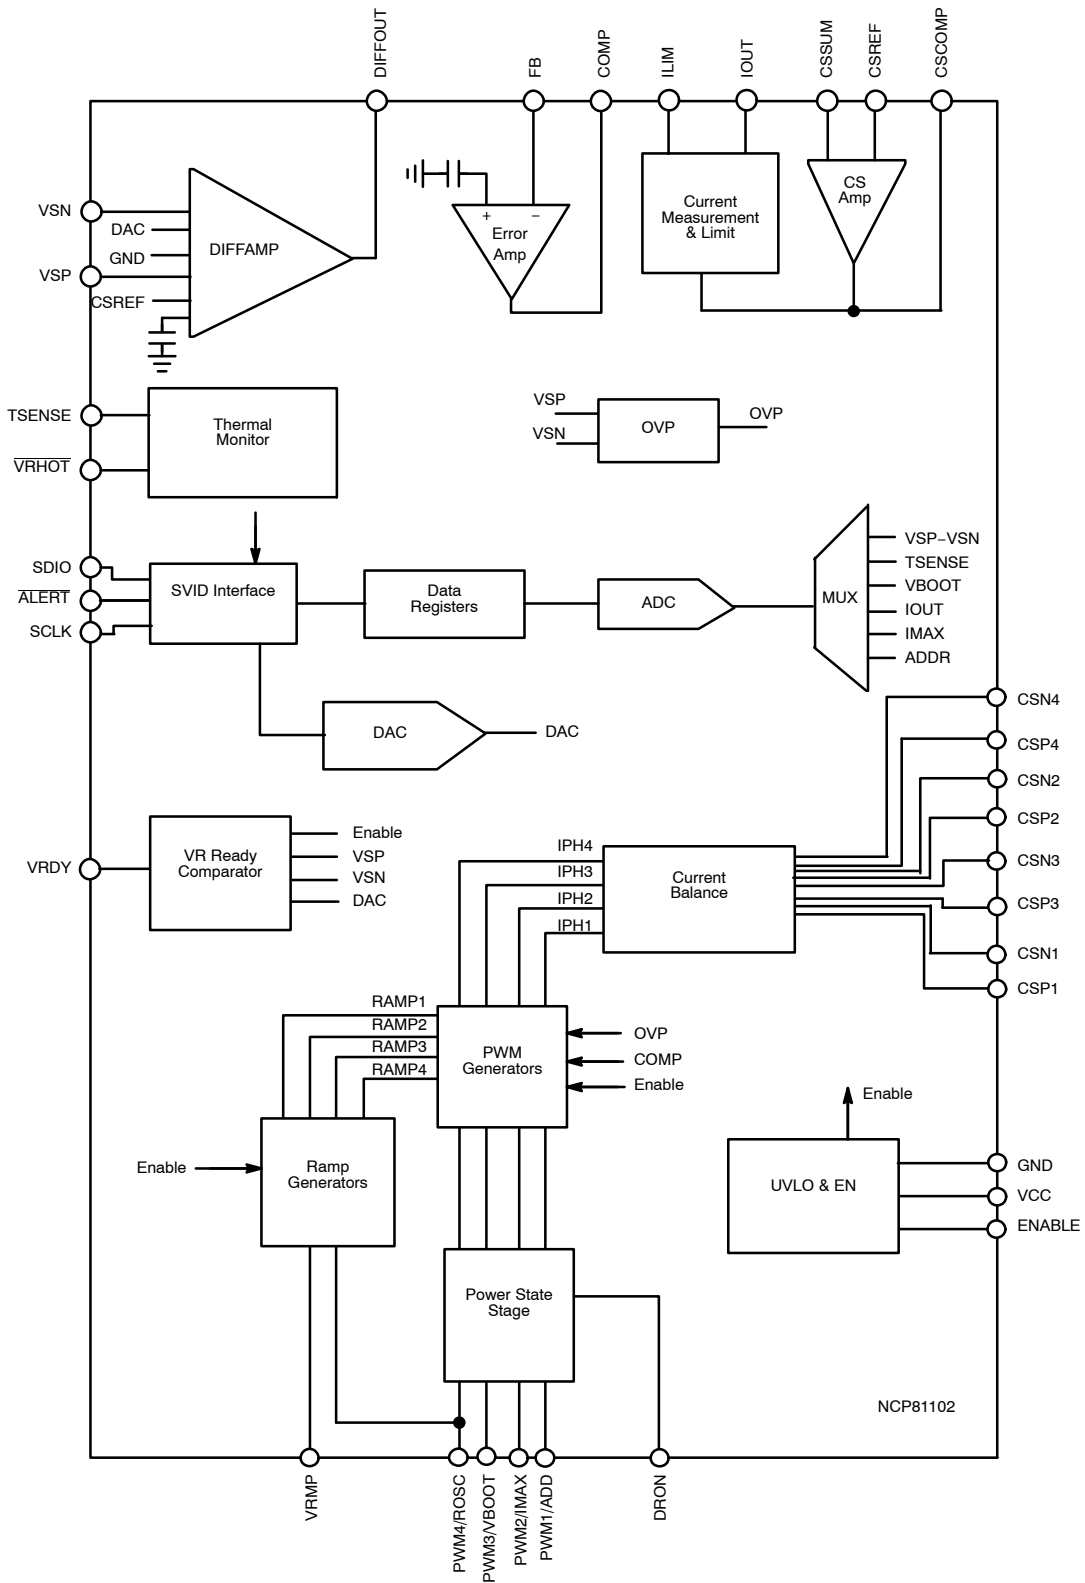 DIFFOUT
FB
COMP
ILIM
IOUT
CSSUM
CSREF
CSCOMP
VSN
DAC
GND
VSP
CSREF
DIFFAMP
+
−
Error
Amp
Current
Measurement
& Limit
CS
Amp
TSENSE
VRHOT
Thermal
Monitor
VSP
VSN
OVP
OVP
SDIO
ALERT
SCLK
SVID Interface
Data
Registers
ADC
MUX
VSP−VSN
TSENSE
VBOOT
IOUT
IMAX
ADDR
DAC
DAC
CSN4
CSP4
CSN2
CSP2
CSN3
CSP3
CSN1
CSP1
VRDY
VR Ready
Comparator
Enable
VSP
VSN
DAC
IPH4
IPH3
IPH2
IPH1
Current
Balance
RAMP1
RAMP2
RAMP3
RAMP4
PWM
Generators
OVP
COMP
Enable
Enable
Ramp
Generators
Enable
UVLO & EN
GND
VCC
ENABLE
Power State
Stage
NCP81102
VRMP
PWM4/ROSC
PWM3/VBOOT
PWM2/IMAX
PWM1/ADD
DRON